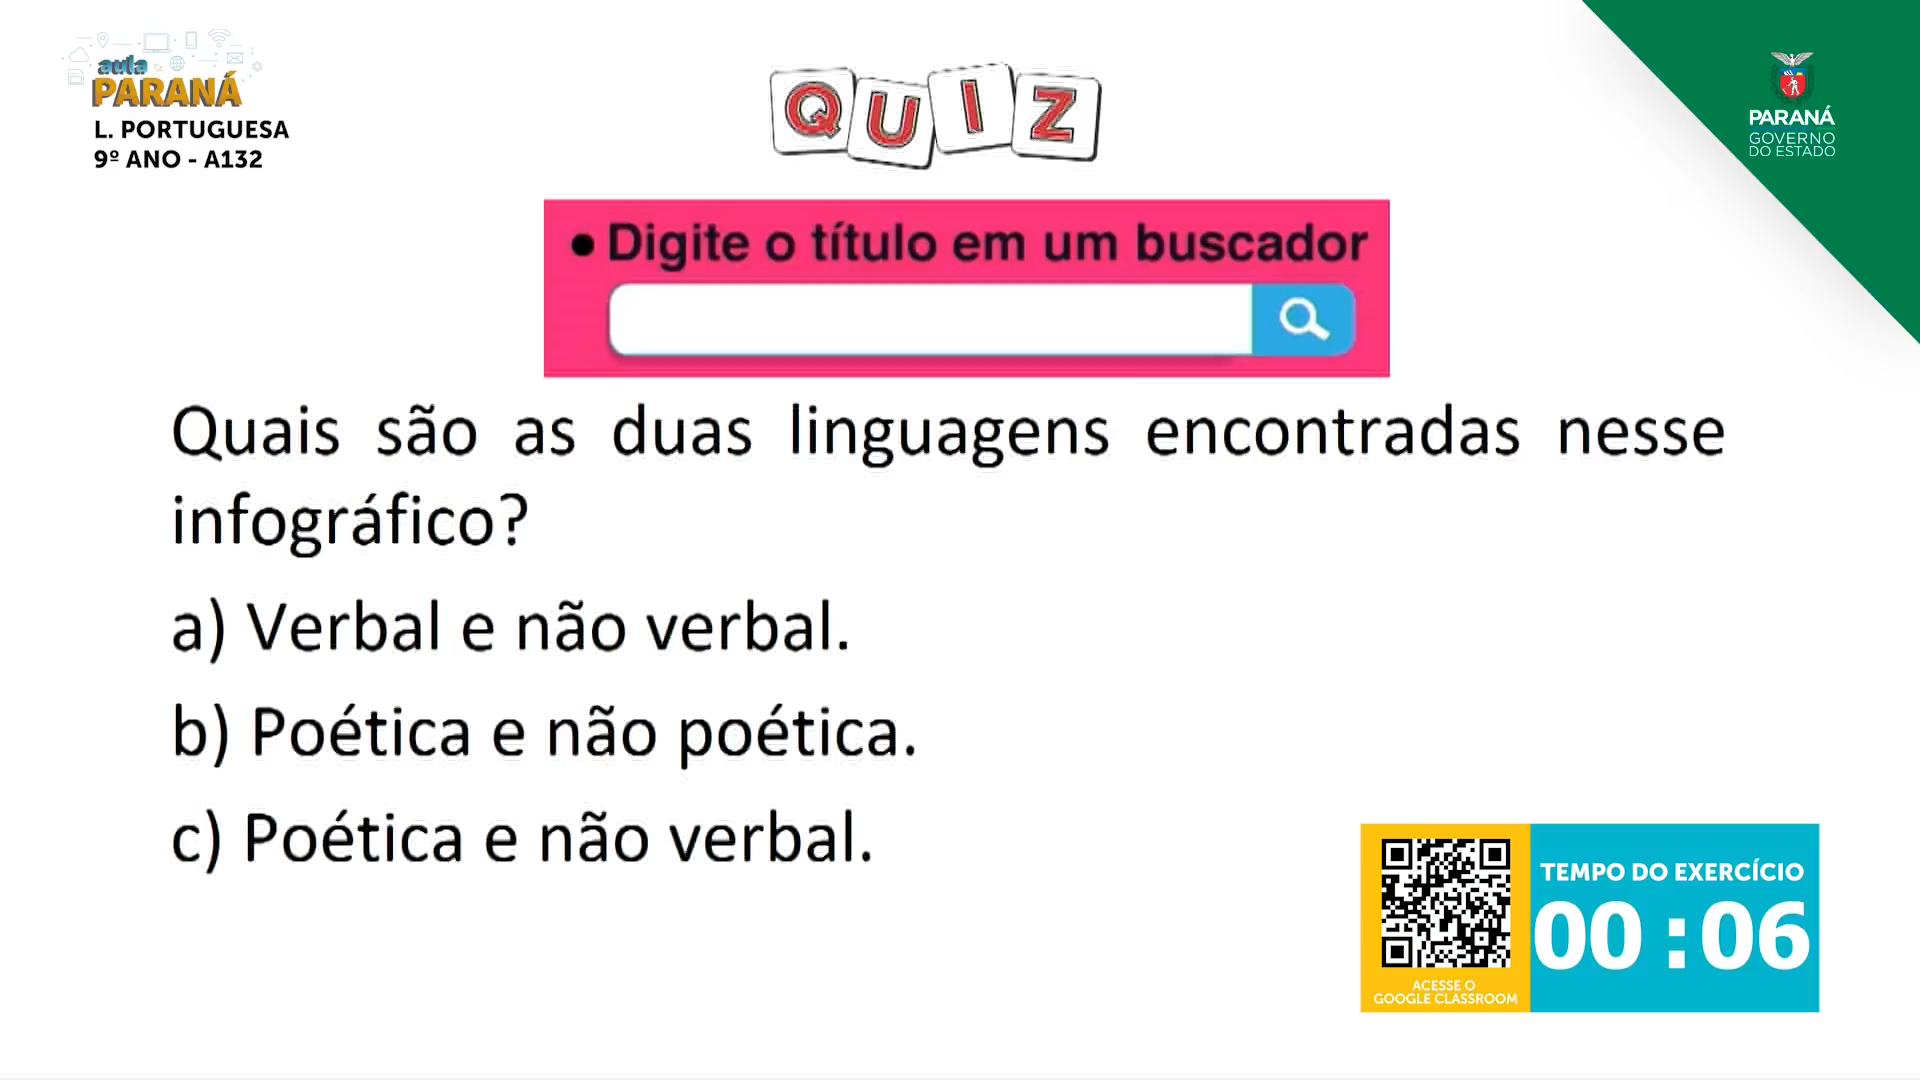 aula
PARANÁ
L. PORTUGUESA
9º ANO - A132
QUIZ
PARANÁ
GOVERNO
DO ESTADO
• Digite o título em um buscador
Quais são as duas linguagens encontradas nesse
infográfico?
a) Verbal e não verbal.
b) Poética e não poética.
c) Poética e não verbal.
TEMPO DO EXERCÍCIO
00:06
ACESSE O
GOOGLE CLASSROOM